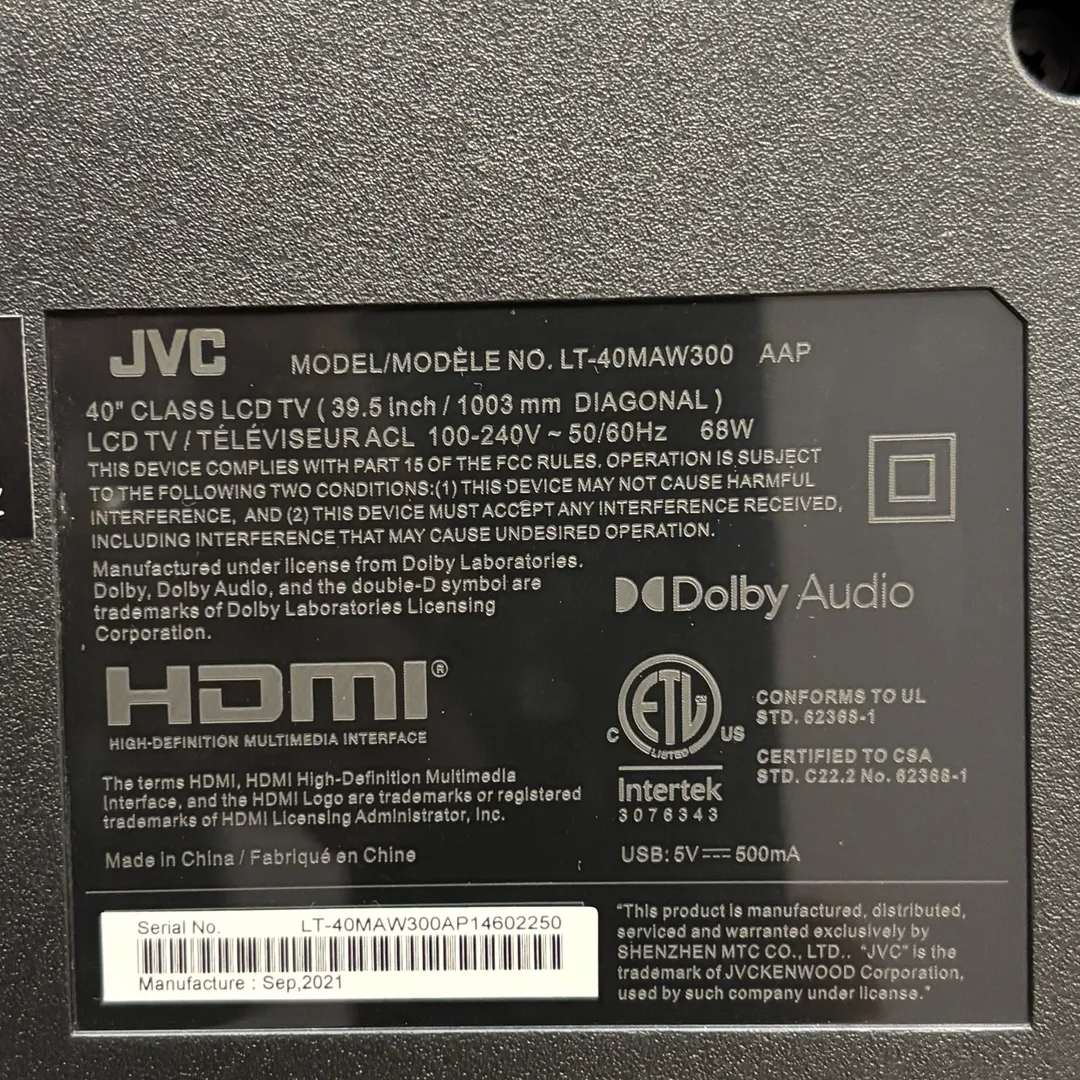 JVC
MODEL/MODÈLE NO. LT-40MAW300 AAP
40" CLASS LCD TV ( 39.5 inch / 1003 mm DIAGONAL )
LCD TV / TÉLÉVISEUR ACL 100-240V ~ 50/60Hz 68W
THIS DEVICE COMPLIES WITH PART 15 OF THE FCC RULES. OPERATION IS SUBJECT
TO THE FOLLOWING TWO CONDITIONS:(1) THIS DEVICE MAY NOT CAUSE HARMFUL
INTERFERENCE, AND (2) THIS DEVICE MUST ACCEPT ANY INTERFERENCE RECEIVED,
INCLUDING INTERFERENCE THAT MAY CAUSE UNDESIRED OPERATION.
Manufactured under license from Dolby Laboratories.
Dolby, Dolby Audio, and the double-D symbol are
trademarks of Dolby Laboratories Licensing
Corporation.
Dolby Audio
HDMI®
HIGH-DEFINITION MULTIMEDIA INTERFACE
The terms HDMI, HDMI High-Definition Multimedia
Interface, and the HDMI Logo are trademarks or registered
trademarks of HDMI Licensing Administrator, Inc.
Made in China / Fabriqué en Chine
ETL CM
C LISTED US
Intertek
3076343
CONFORMS TO UL
STD. 62368-1
CERTIFIED TO CSA
STD. C22.2 No. 62368-1
USB: 5V⎓500mA
Serial No. LT-40MAW300AP14602250
Manufacture : Sep,2021
"This product is manufactured, distributed,
serviced and warranted exclusively by
SHENZHEN MTC CO., LTD.. "JVC" is the
trademark of JVCKENWOOD Corporation,
used by such company under license."